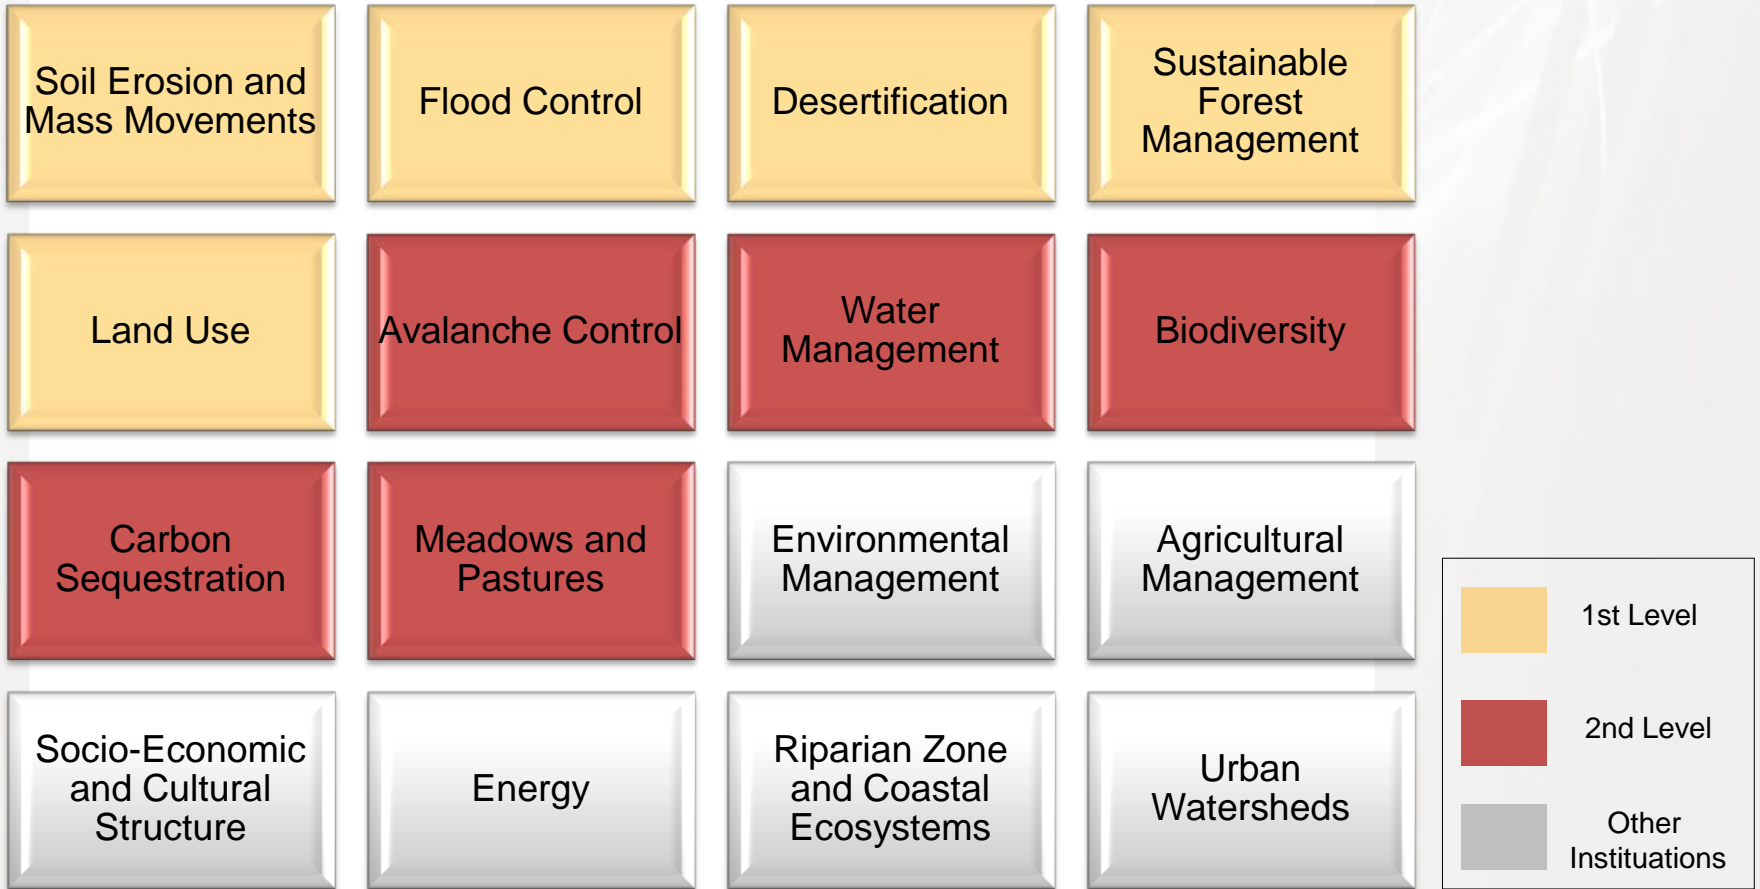 Soil Erosion and
Mass Movements
Flood Control
Desertification
Sustainable
Forest
Management
Land Use
Avalanche Control
Water
Management
Biodiversity
Carbon
Sequestration
Meadows and
Pastures
Environmental
Management
Agricultural
Management
Socio-Economic
and Cultural
Structure
Energy
Riparian Zone
and Coastal
Ecosystems
Urban
Watersheds
1st Level
2nd Level
Other
Instituations